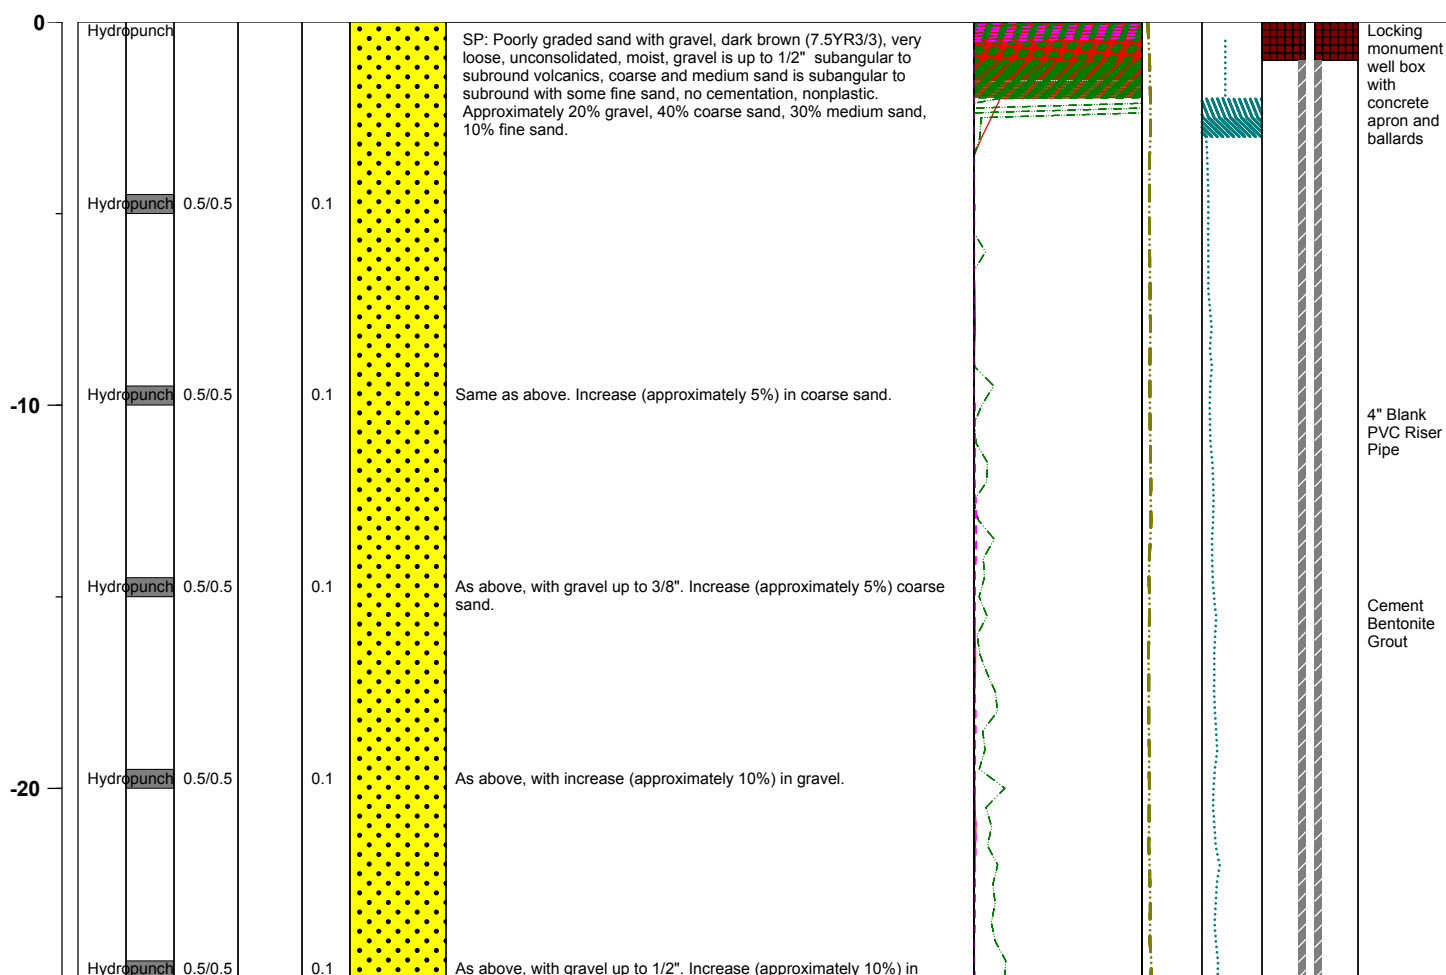 0
Hydropunch
SP: Poorly graded sand with gravel, dark brown (7.5YR3/3), very
loose, unconsolidated, moist, gravel is up to 1/2" subangular to
subround volcanics, coarse and medium sand is subangular to
subround with some fine sand, no cementation, nonplastic.
Approximately 20% gravel, 40% coarse sand, 30% medium sand,
10% fine sand.
Locking
monument
well box
with
concrete
apron and
ballards
Hydropunch 0.5/0.5 0.1
-10
Hydropunch 0.5/0.5 0.1 Same as above. Increase (approximately 5%) in coarse sand.
4" Blank
PVC Riser
Pipe
Hydropunch 0.5/0.5 0.1 As above, with gravel up to 3/8". Increase (approximately 5%) coarse
sand.
Cement
Bentonite
Grout
-20
Hydropunch 0.5/0.5 0.1 As above, with increase (approximately 10%) in gravel.
Hydropunch 0.5/0.5 0.1 As above, with gravel up to 1/2". Increase (approximately 10%) in